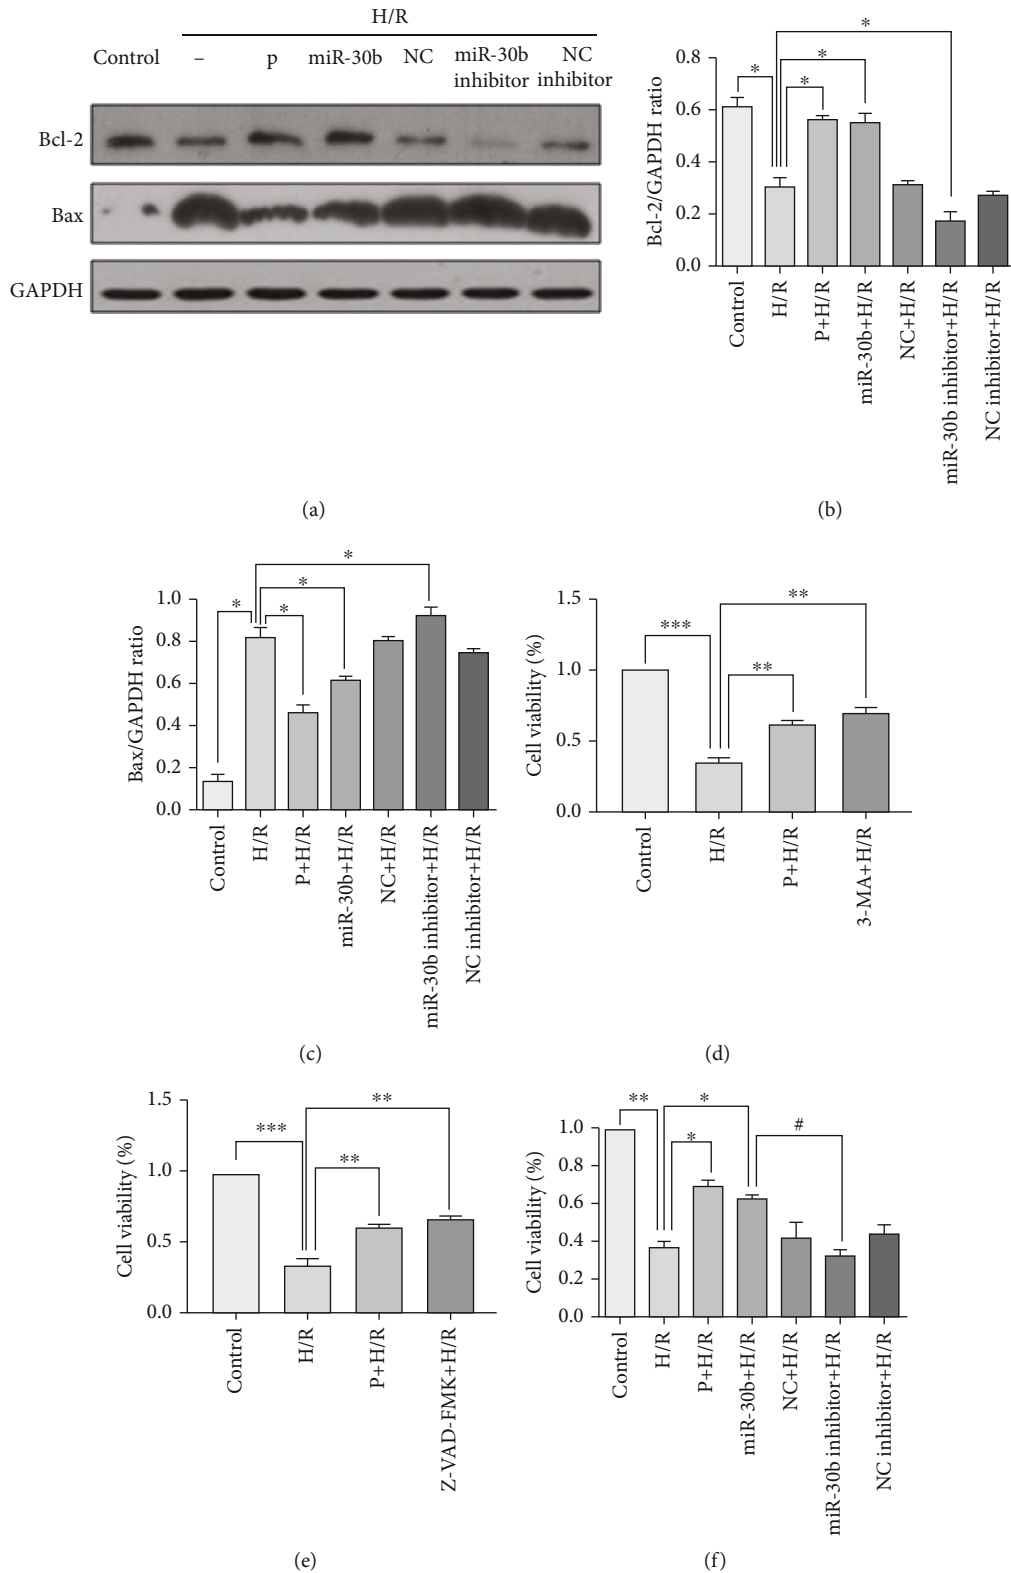 H/R
Control – p miR-30b NC miR-30b inhibitor NC inhibitor
Bcl-2
Bax
GAPDH
(a)
Bcl-2/GAPDH ratio
0.8
0.6
0.4
0.2
0.0
* * * *
Control
H/R
P+H/R
miR-30b+H/R
NC+H/R
miR-30b inhibitor+H/R
NC inhibitor+H/R
(b)
Bax/GAPDH ratio
1.0
0.8
0.6
0.4
0.2
0.0
* * * *
Control
H/R
P+H/R
miR-30b+H/R
NC+H/R
miR-30b inhibitor+H/R
NC inhibitor+H/R
(c)
Cell viability (%)
1.5
1.0
0.5
0.0
*** ** **
Control
H/R
P+H/R
3-MA+H/R
(d)
Cell viability (%)
1.5
1.0
0.5
0.0
*** ** **
Control
H/R
P+H/R
Z-VAD-FMK+H/R
(e)
Cell viability (%)
1.0
0.8
0.6
0.4
0.2
0.0
** * * #
Control
H/R
P+H/R
miR-30b+H/R
NC+H/R
miR-30b inhibitor+H/R
NC inhibitor+H/R
(f)